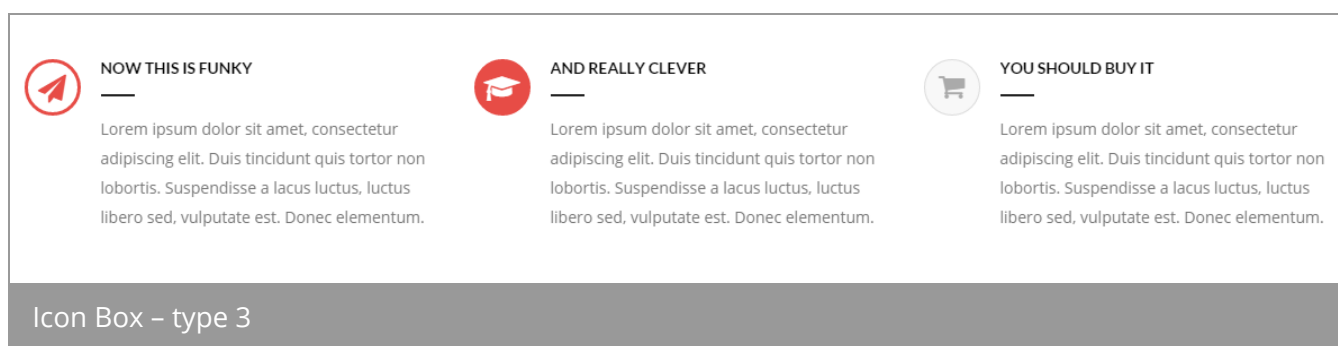 NOW THIS IS FUNKY
Lorem ipsum dolor sit amet, consectetur
adipiscing elit. Duis tincidunt quis tortor non
lobortis. Suspendisse a lacus luctus, luctus
libero sed, vulputate est. Donec elementum.
AND REALLY CLEVER
Lorem ipsum dolor sit amet, consectetur
adipiscing elit. Duis tincidunt quis tortor non
lobortis. Suspendisse a lacus luctus, luctus
libero sed, vulputate est. Donec elementum.
YOU SHOULD BUY IT
Lorem ipsum dolor sit amet, consectetur
adipiscing elit. Duis tincidunt quis tortor non
lobortis. Suspendisse a lacus luctus, luctus
libero sed, vulputate est. Donec elementum.
Icon Box – type 3